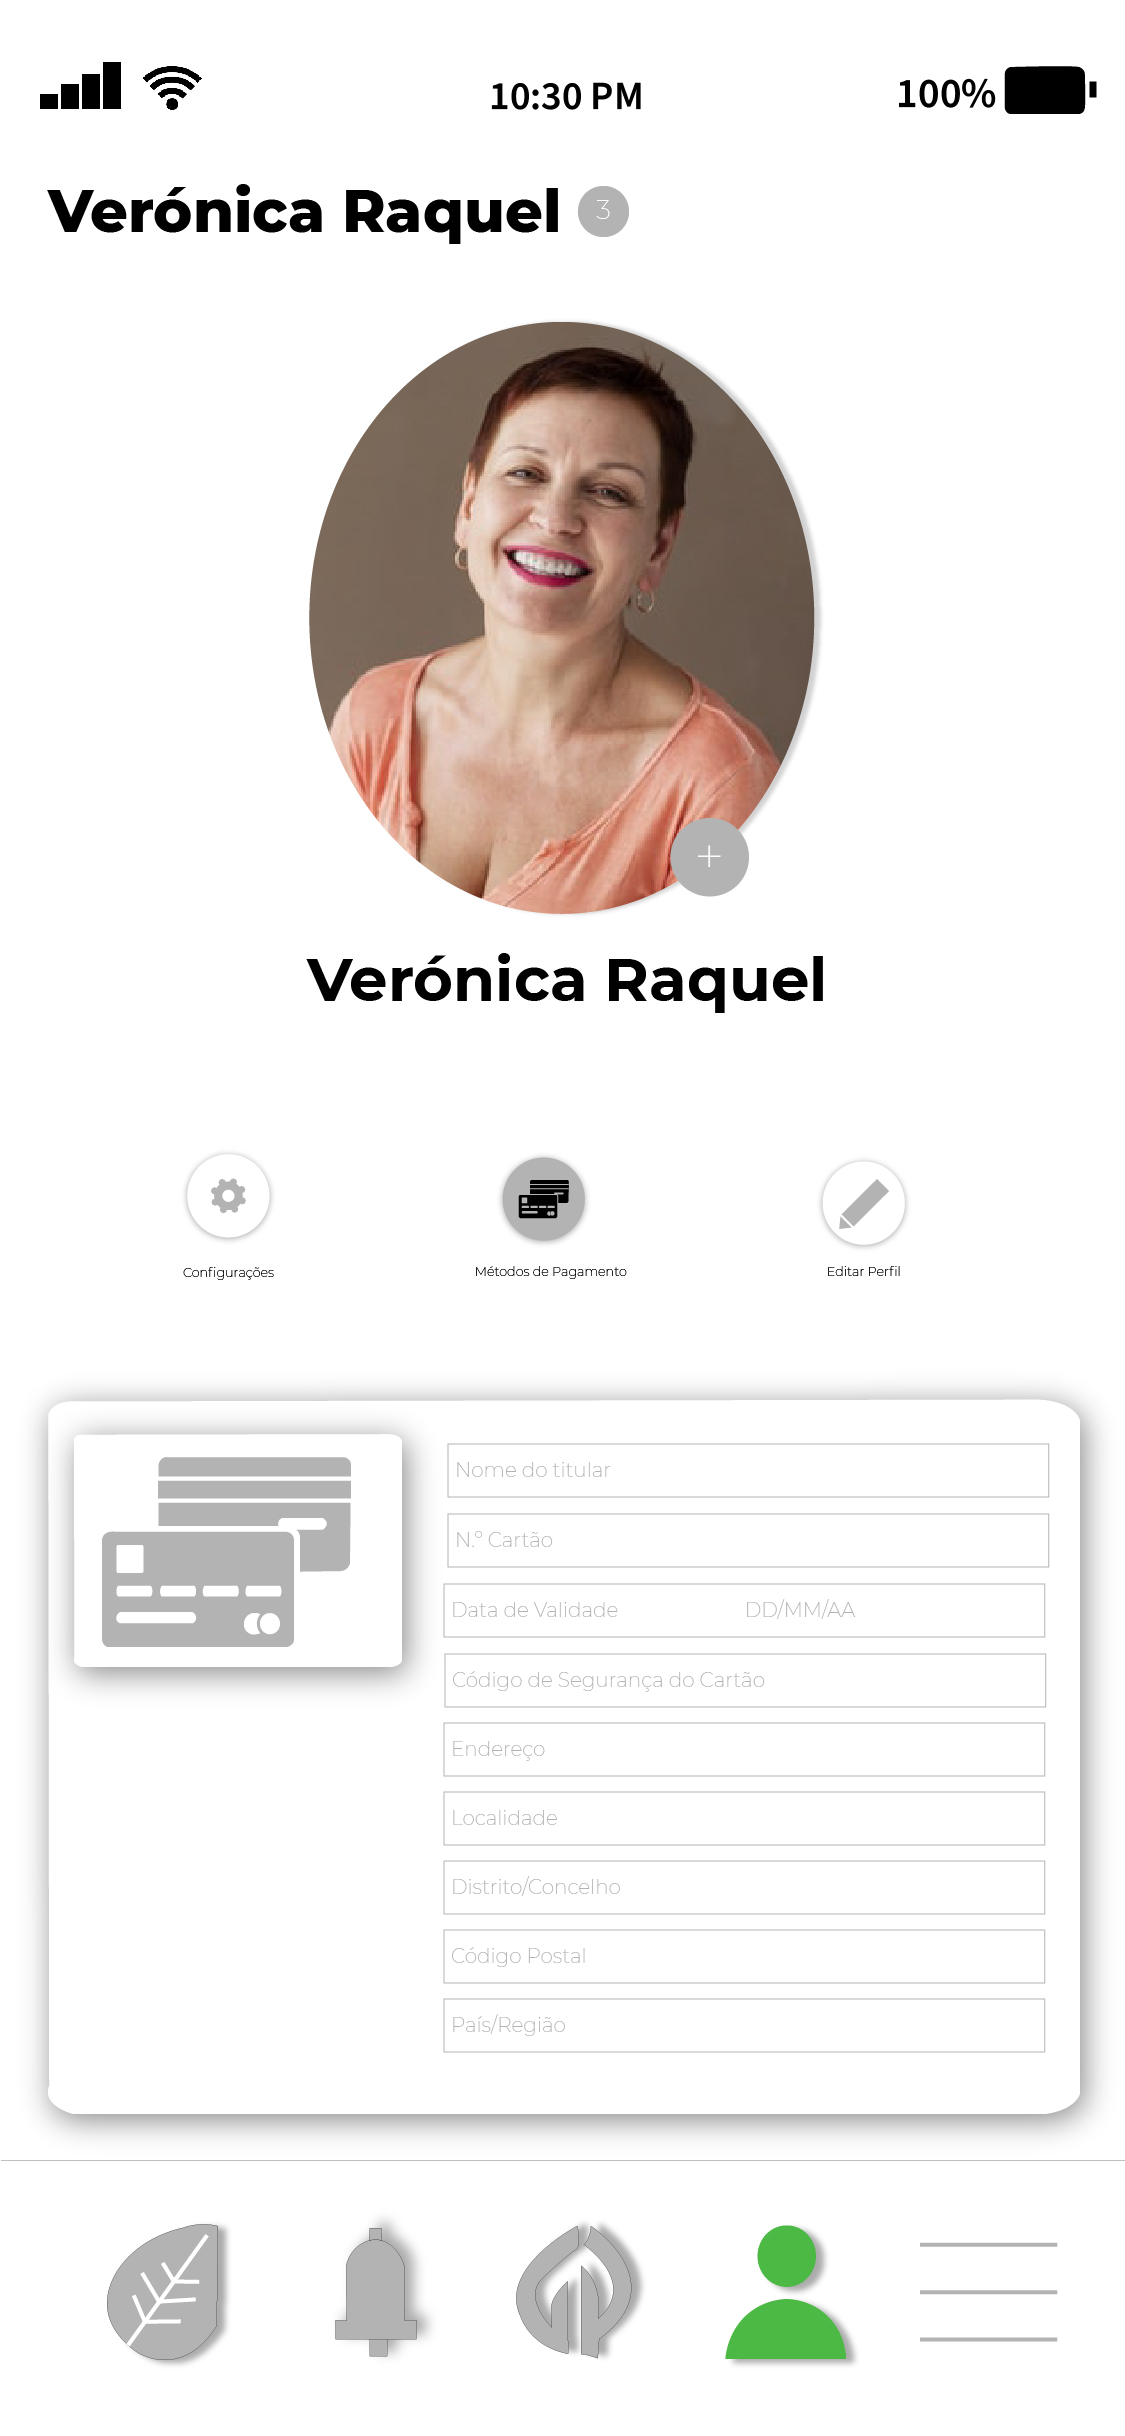 10:30 PM
100%
Verónica Raquel 3
Verónica Raquel
Configurações
Métodos de Pagamento
Editar Perfil
Nome do titular
N.º Cartão
Data de Validade DD/MM/AA
Código de Segurança do Cartão
Endereço
Localidade
Distrito/Concelho
Código Postal
País/Região